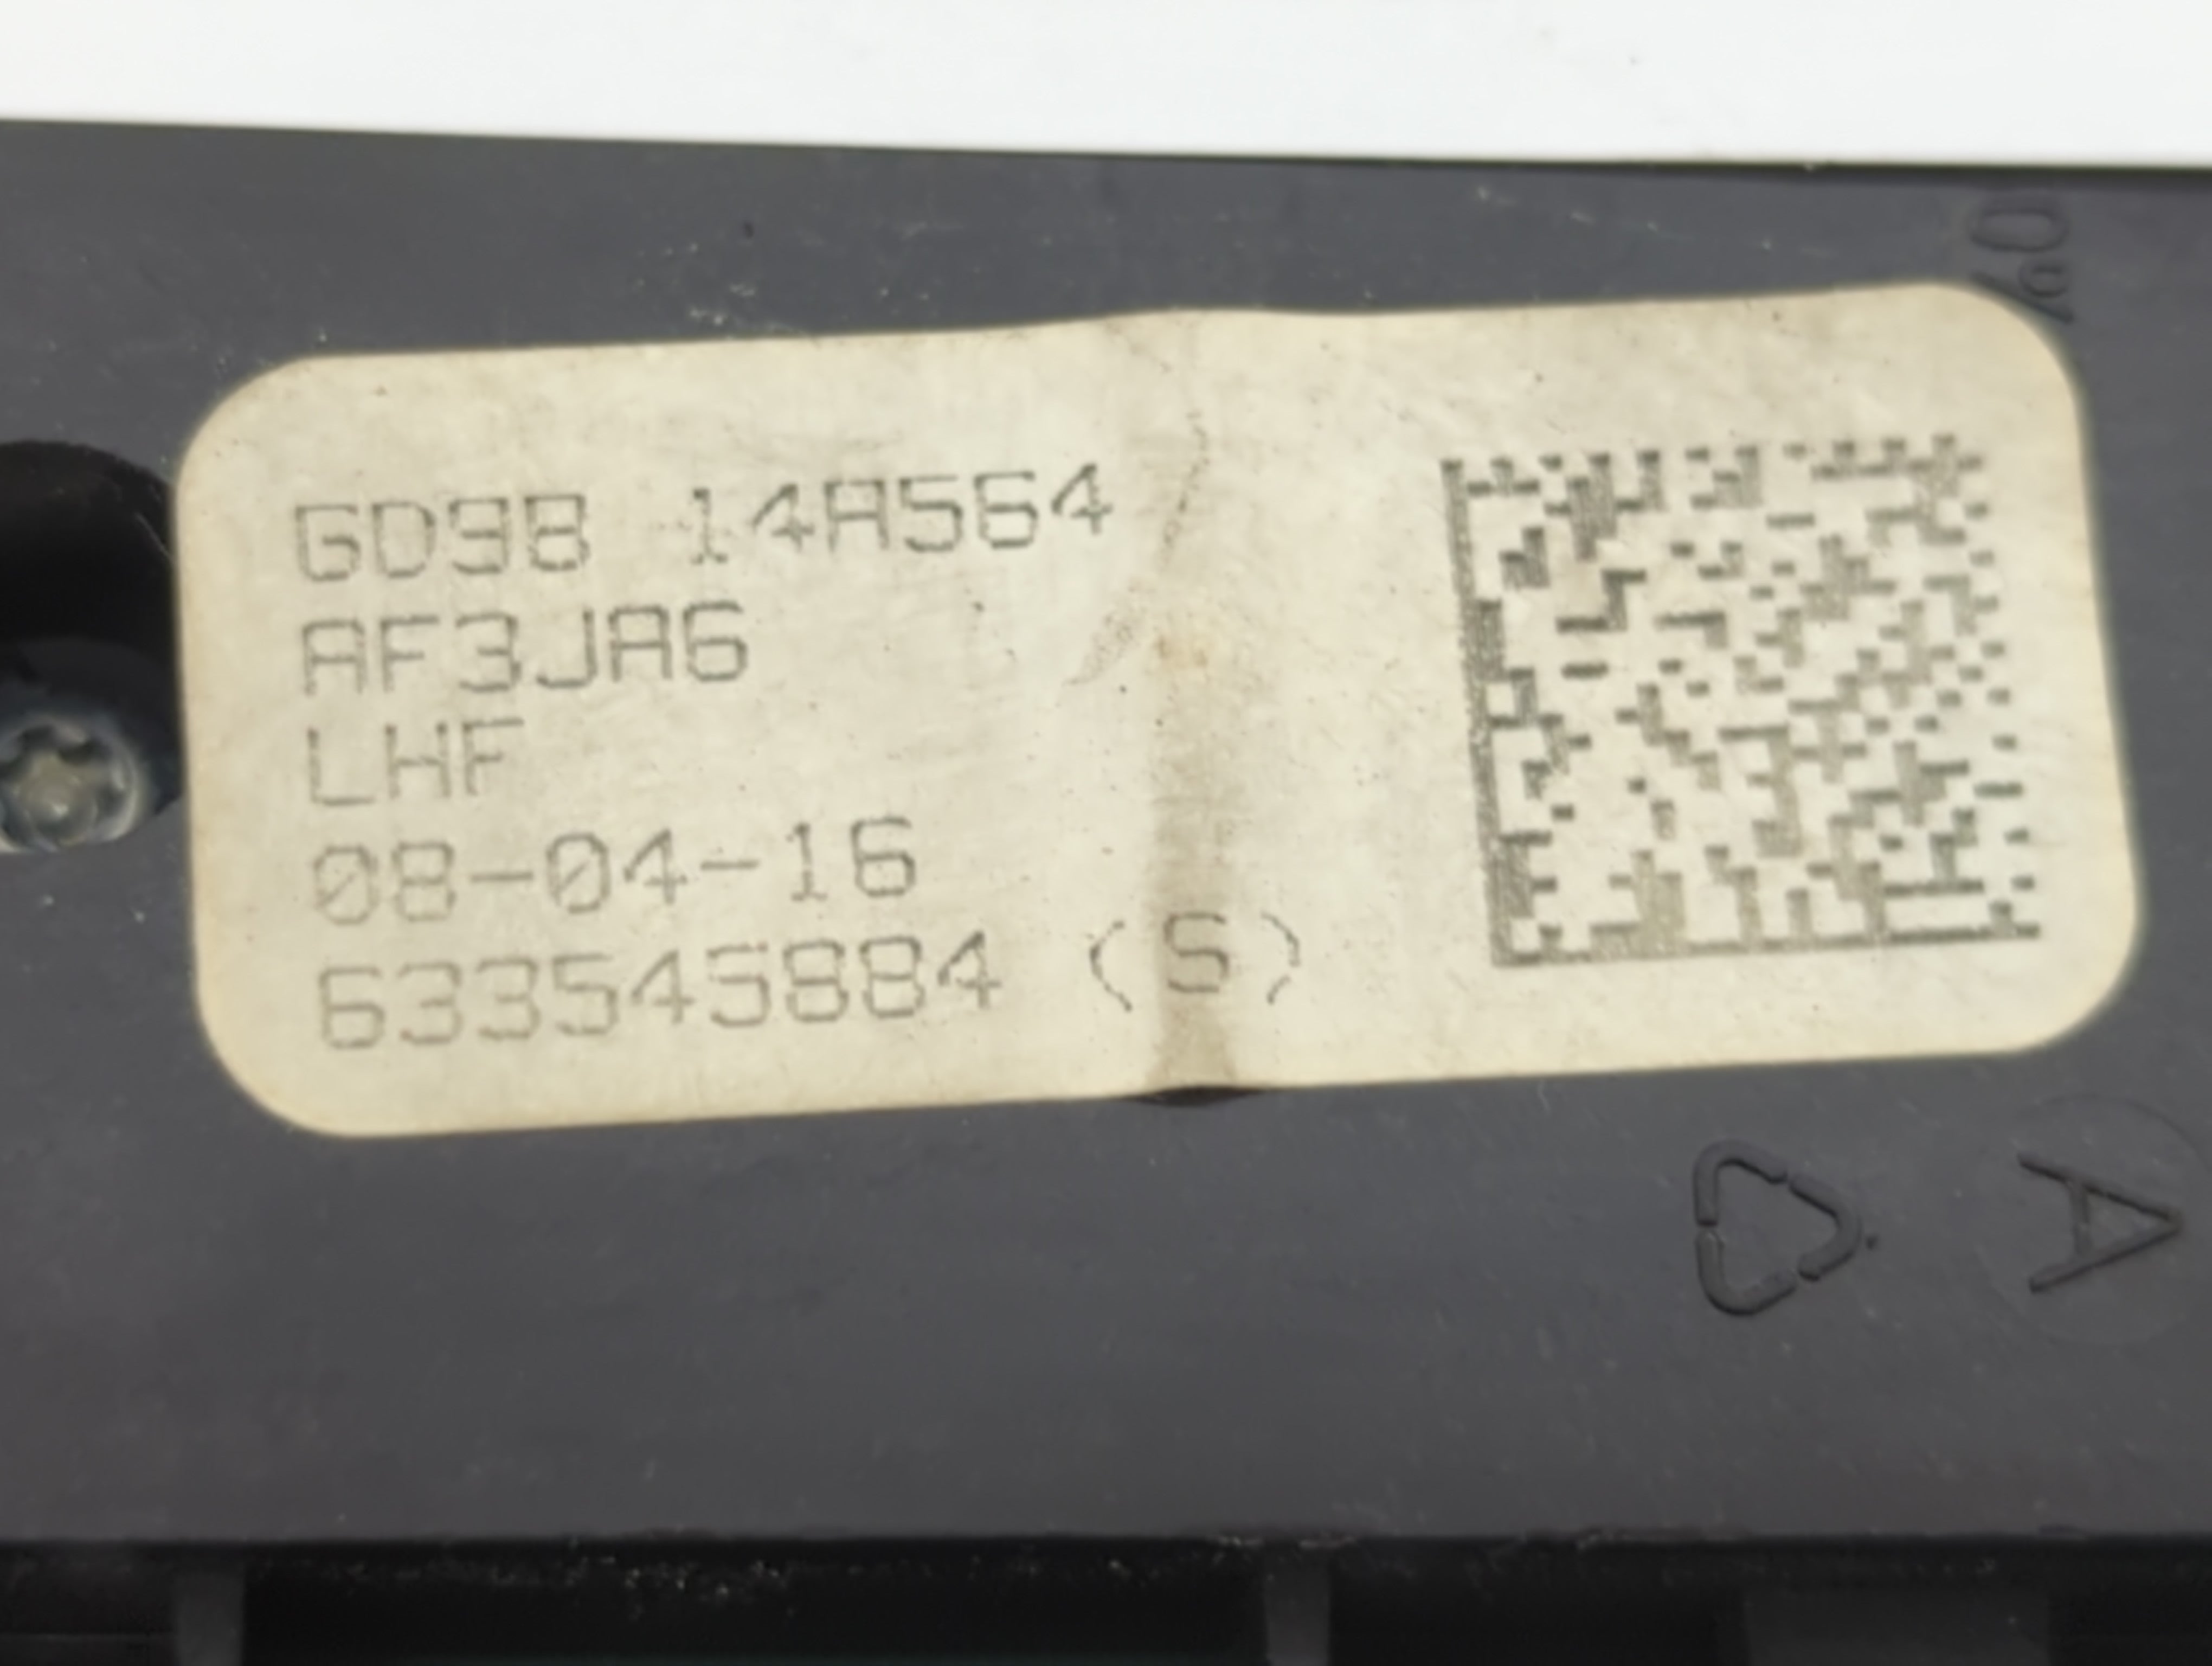 GD9B 14A564
AF3JA6
LHF
08-04-16
633545884 (S)
A